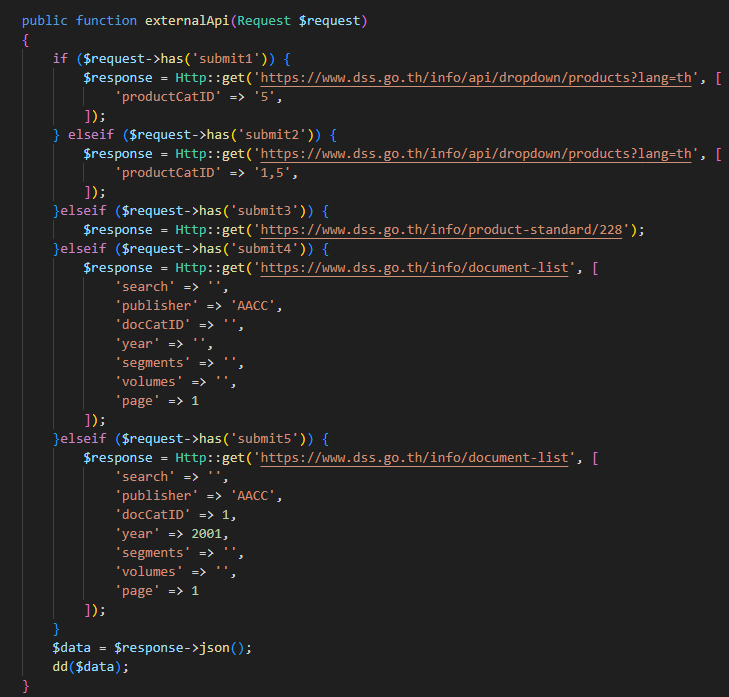 public function externalApi(Request $request)
{
    if ($request->has('submit1')) {
        $response = Http::get('https://www.dss.go.th/info/api/dropdown/products?lang=th', [
            'productCatID' => '5',
        ]);
    } elseif ($request->has('submit2')) {
        $response = Http::get('https://www.dss.go.th/info/api/dropdown/products?lang=th', [
            'productCatID' => '1,5',
        ]);
    }elseif ($request->has('submit3')) {
        $response = Http::get('https://www.dss.go.th/info/product-standard/228');
    }elseif ($request->has('submit4')) {
        $response = Http::get('https://www.dss.go.th/info/document-list', [
            'search' => '',
            'publisher' => 'AACC',
            'docCatID' => '',
            'year' => '',
            'segments' => '',
            'volumes' => '',
            'page' => 1
        ]);
    }elseif ($request->has('submit5')) {
        $response = Http::get('https://www.dss.go.th/info/document-list', [
            'search' => '',
            'publisher' => 'AACC',
            'docCatID' => 1,
            'year' => 2001,
            'segments' => '',
            'volumes' => '',
            'page' => 1
        ]);
    }
    $data = $response->json();
    dd($data);
}